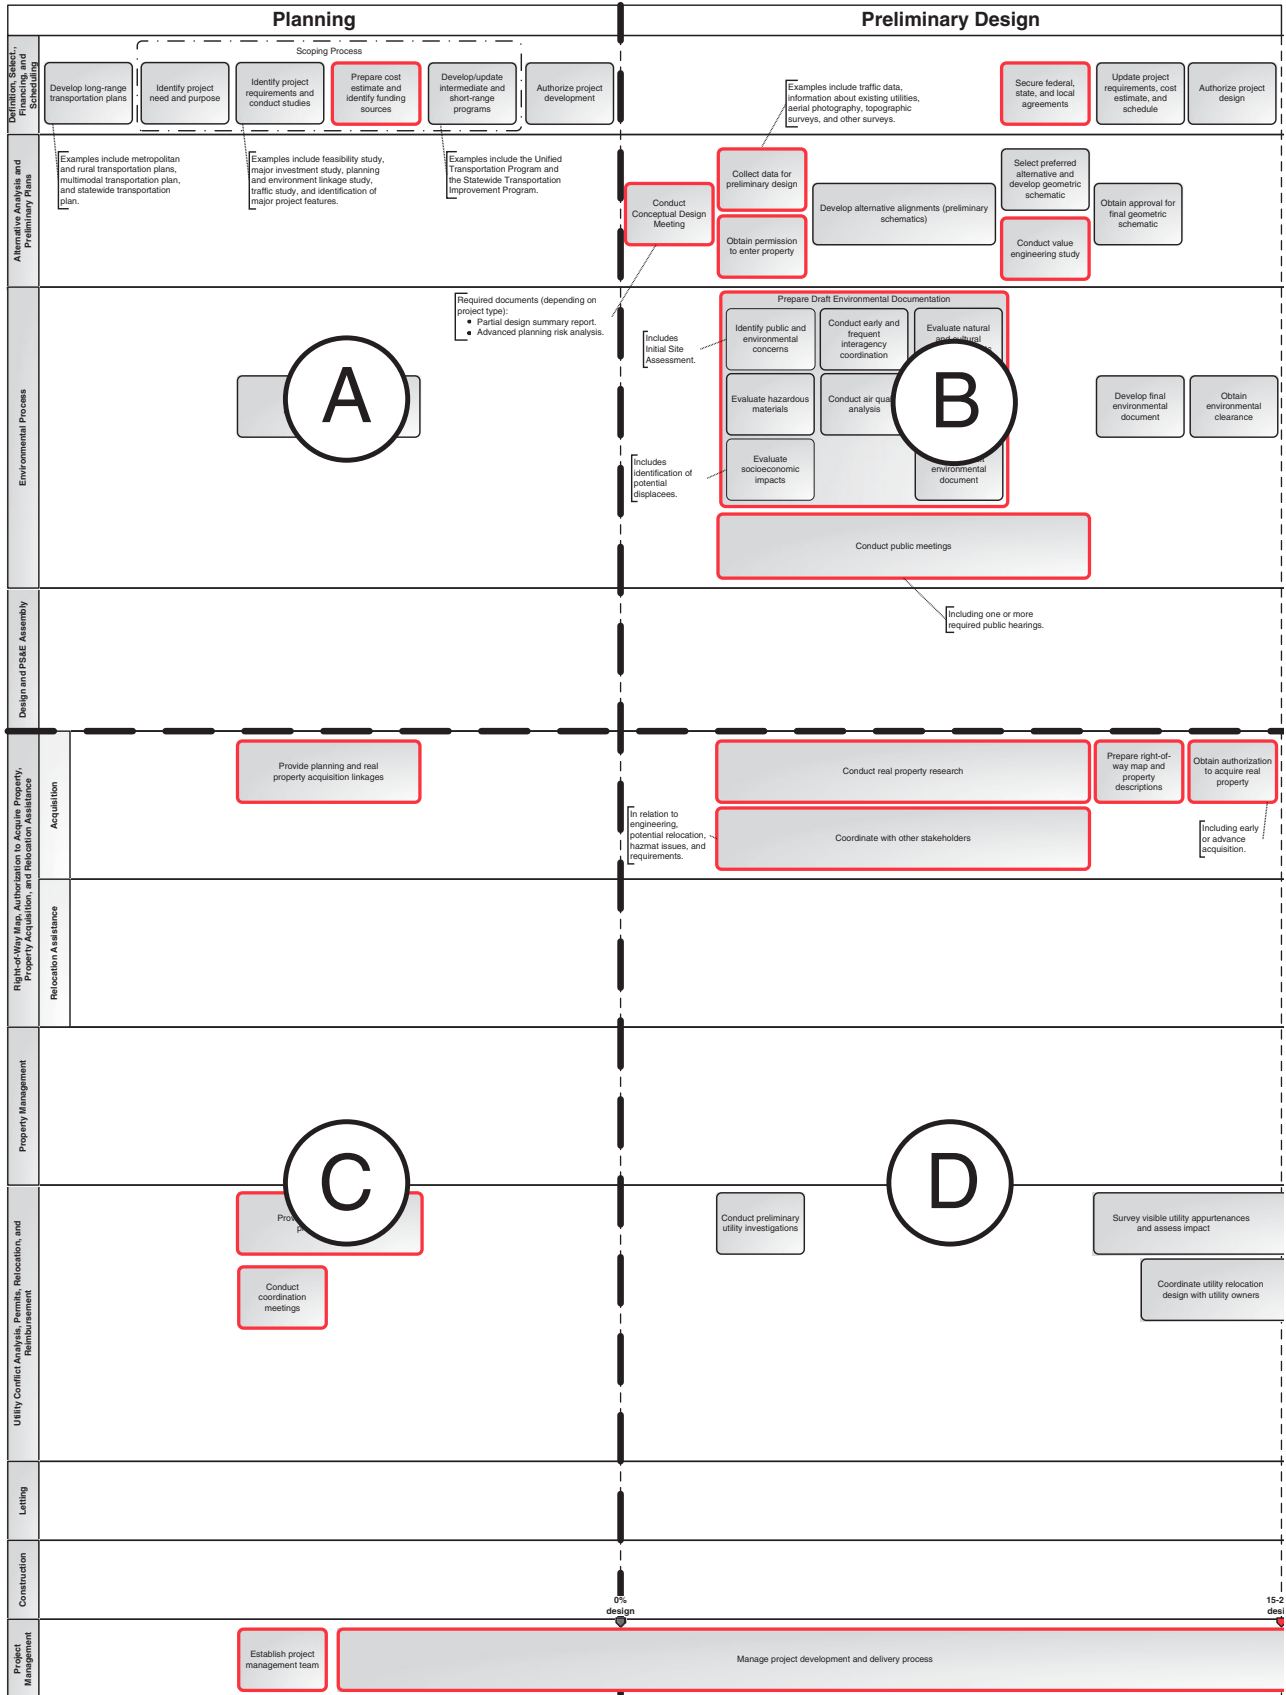 Planning
Preliminary Design
Definition, Select.,
Financing, and
Scheduling
Scoping Process
Develop long-range
transportation plans
Identify project
need and purpose
Identify project
requirements and
conduct studies
Prepare cost
estimate and
identify funding
sources
Develop/update
intermediate and
short-range
programs
Authorize project
development
Examples include traffic data,
information about existing utilities,
aerial photography, topographic
surveys, and other surveys.
Secure federal,
state, and local
agreements
Update project
requirements, cost
estimate, and
schedule
Authorize project
design
Alternative Analysis and
Preliminary Plans
Examples include metropolitan
and rural transportation plans,
multimodal transportation plan,
and statewide transportation
plan.
Examples include feasibility study,
major investment study, planning
and environment linkage study,
traffic study, and identification of
major project features.
Examples include the Unified
Transportation Program and
the Statewide Transportation
Improvement Program.
Conduct
Conceptual Design
Meeting
Collect data for
preliminary design
Obtain permission
to enter property
Develop alternative alignments (preliminary
schematics)
Select preferred
alternative and
develop geometric
schematic
Conduct value
engineering study
Obtain approval for
final geometric
schematic
Environmental Process
Required documents (depending on
project type):
• Partial design summary report.
• Advanced planning risk analysis.
A
Includes
Initial Site
Assessment.
Prepare Draft Environmental Documentation
Identify public and
environmental
concerns
Conduct early and
frequent
interagency
coordination
Evaluate natural
and cultural
Evaluate hazardous
materials
Conduct air
analysis
B
Includes
identification of
potential
displacees.
Evaluate
socioeconomic
impacts
environmental
document
Develop final
environmental
document
Obtain
environmental
clearance
Conduct public meetings
Including one or more
required public hearings.
Design and PS&E Assembly
Right-of-Way Map, Authorization to Acquire Property,
Property Acquisition, and Relocation Assistance
Acquisition
Provide planning and real
property acquisition linkages
Conduct real property research
Prepare right-of-
way map and
property
descriptions
Obtain authorization
to acquire real
property
In relation to
engineering,
potential relocation,
hazmat issues, and
requirements.
Coordinate with other stakeholders
Including early
or advance
acquisition.
Relocation Assistance
Property Management
C
D
Utility Conflict Analysis, Permits, Relocation, and
Reimbursement
Conduct
coordination
meetings
Conduct preliminary
utility investigations
Survey visible utility appurtenances
and assess impact
Coordinate utility relocation
design with utility owners
Letting
Construction
0%
design
15-2
desi
Project
Management
Establish project
management team
Manage project development and delivery process